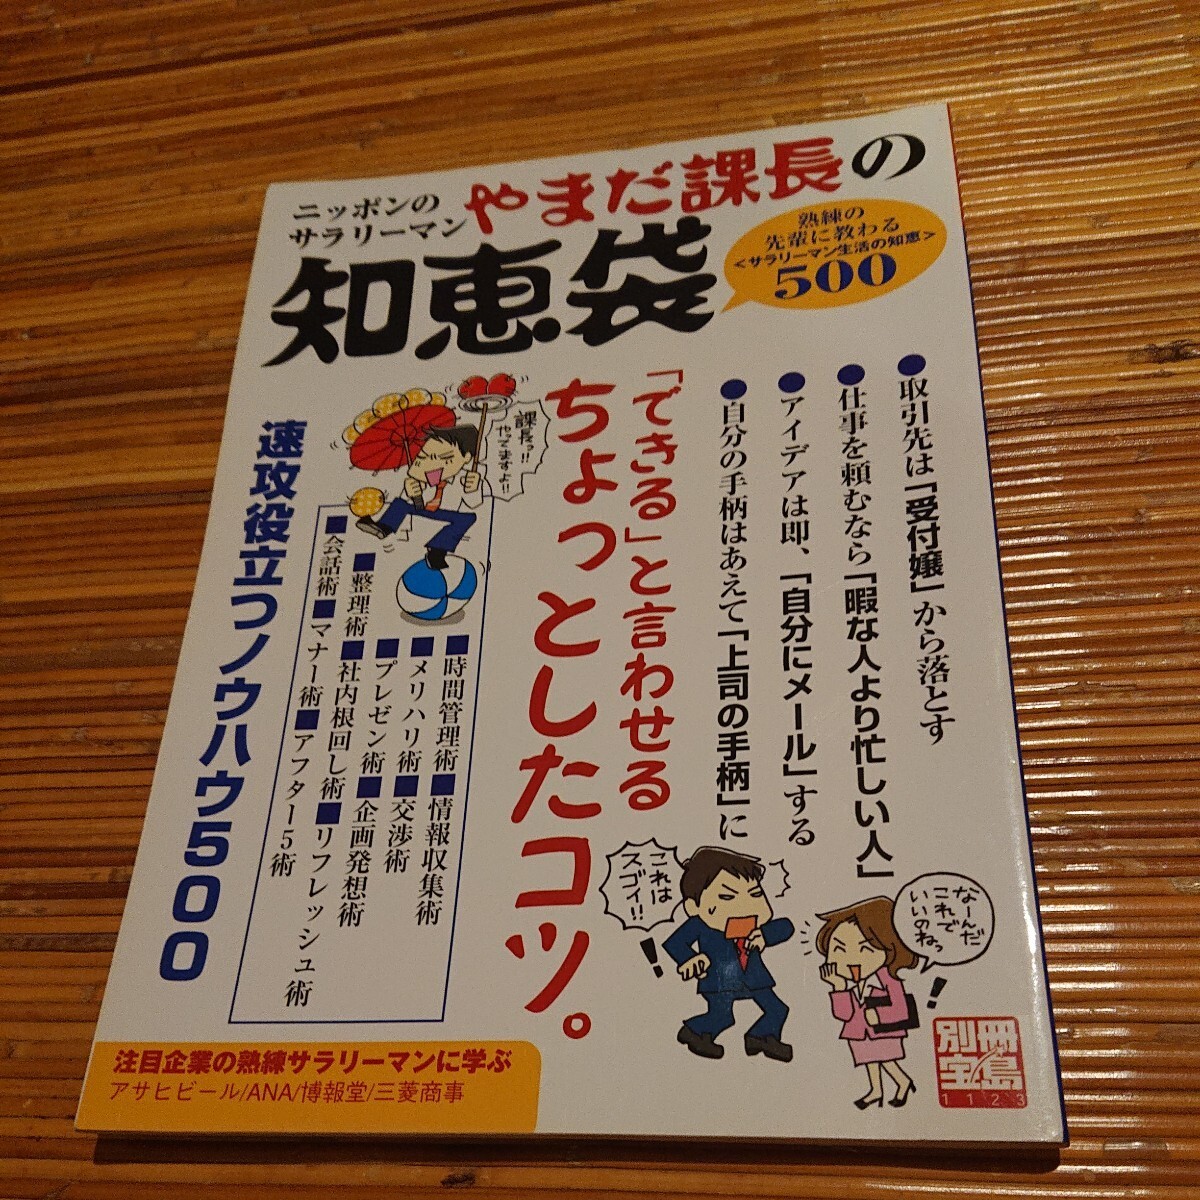 ニッポンの
サラリーマン
やまだ課長の
知恵袋
熟練の
先輩に教わる
<サラリーマン生活の知恵>
500
●取引先は「受付嬢」から落とす
●仕事を頼むなら「暇な人より忙しい人」
●アイデアは即、「自分にメール」する
●自分の手柄はあえて「上司の手柄」に
「できる」と言わせる
ちょっとしたコツ。
課長っ!!
やってますよ!!
■時間管理術■情報収集術
■メリハリ術■交渉術
■プレゼン術■企画発想術
■整理術■社内根回し術■リフレッシュ術
■会話術■マナー術■アフター5術
速攻役立つノウハウ500
これは
スゴイ!!
!
なーんだ
これで
いいのねっ
!
注目企業の熟練サラリーマンに学ぶ
アサヒビール/ANA/博報堂/三菱商事
別冊
宝島
1123